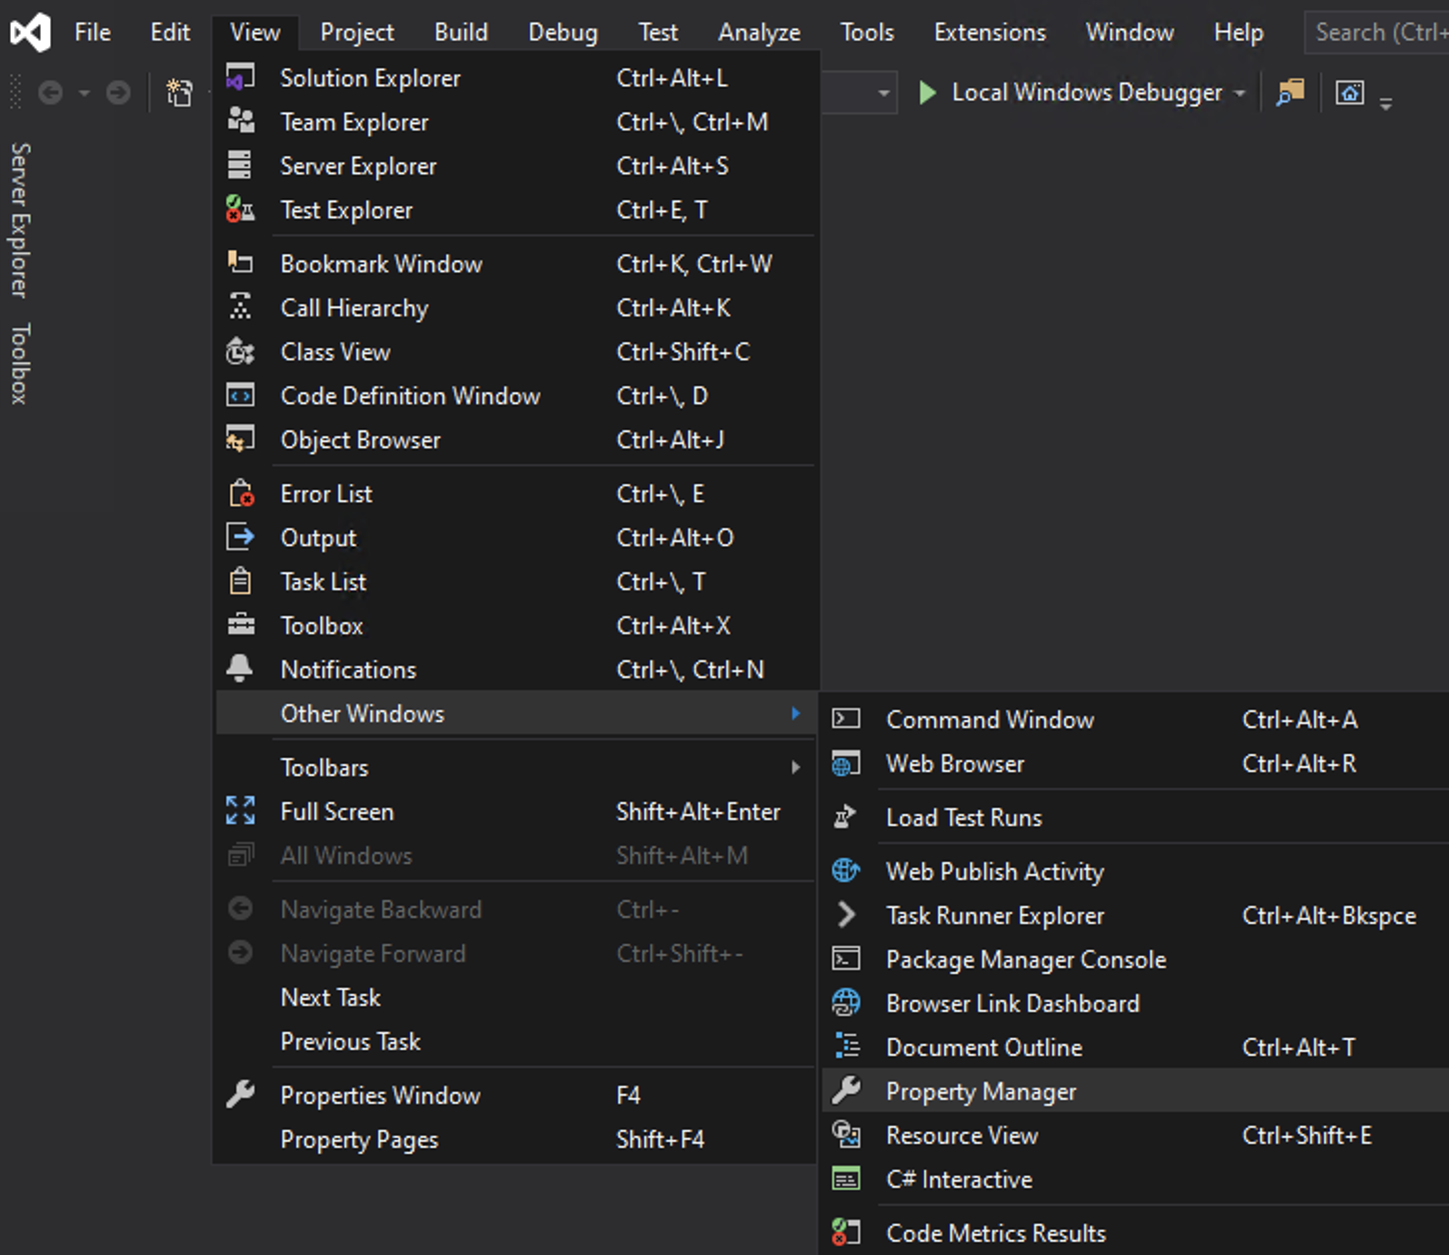 File Edit View Project Build Debug Test Analyze Tools Extensions Window Help Search (Ctrl+
Local Windows Debugger
Server Explorer
Toolbox
Solution Explorer Ctrl+Alt+L
Team Explorer Ctrl+\, Ctrl+M
Server Explorer Ctrl+Alt+S
Test Explorer Ctrl+E, T
Bookmark Window Ctrl+K, Ctrl+W
Call Hierarchy Ctrl+Alt+K
Class View Ctrl+Shift+C
Code Definition Window Ctrl+\, D
Object Browser Ctrl+Alt+J
Error List Ctrl+\, E
Output Ctrl+Alt+O
Task List Ctrl+\, T
Toolbox Ctrl+Alt+X
Notifications Ctrl+\, Ctrl+N
Other Windows
Toolbars
Full Screen Shift+Alt+Enter
All Windows Shift+Alt+M
Navigate Backward Ctrl+-
Navigate Forward Ctrl+Shift+-
Next Task
Previous Task
Properties Window F4
Property Pages Shift+F4
Command Window Ctrl+Alt+A
Web Browser Ctrl+Alt+R
Load Test Runs
Web Publish Activity
Task Runner Explorer Ctrl+Alt+Bkspce
Package Manager Console
Browser Link Dashboard
Document Outline Ctrl+Alt+T
Property Manager
Resource View Ctrl+Shift+E
C# Interactive
Code Metrics Results